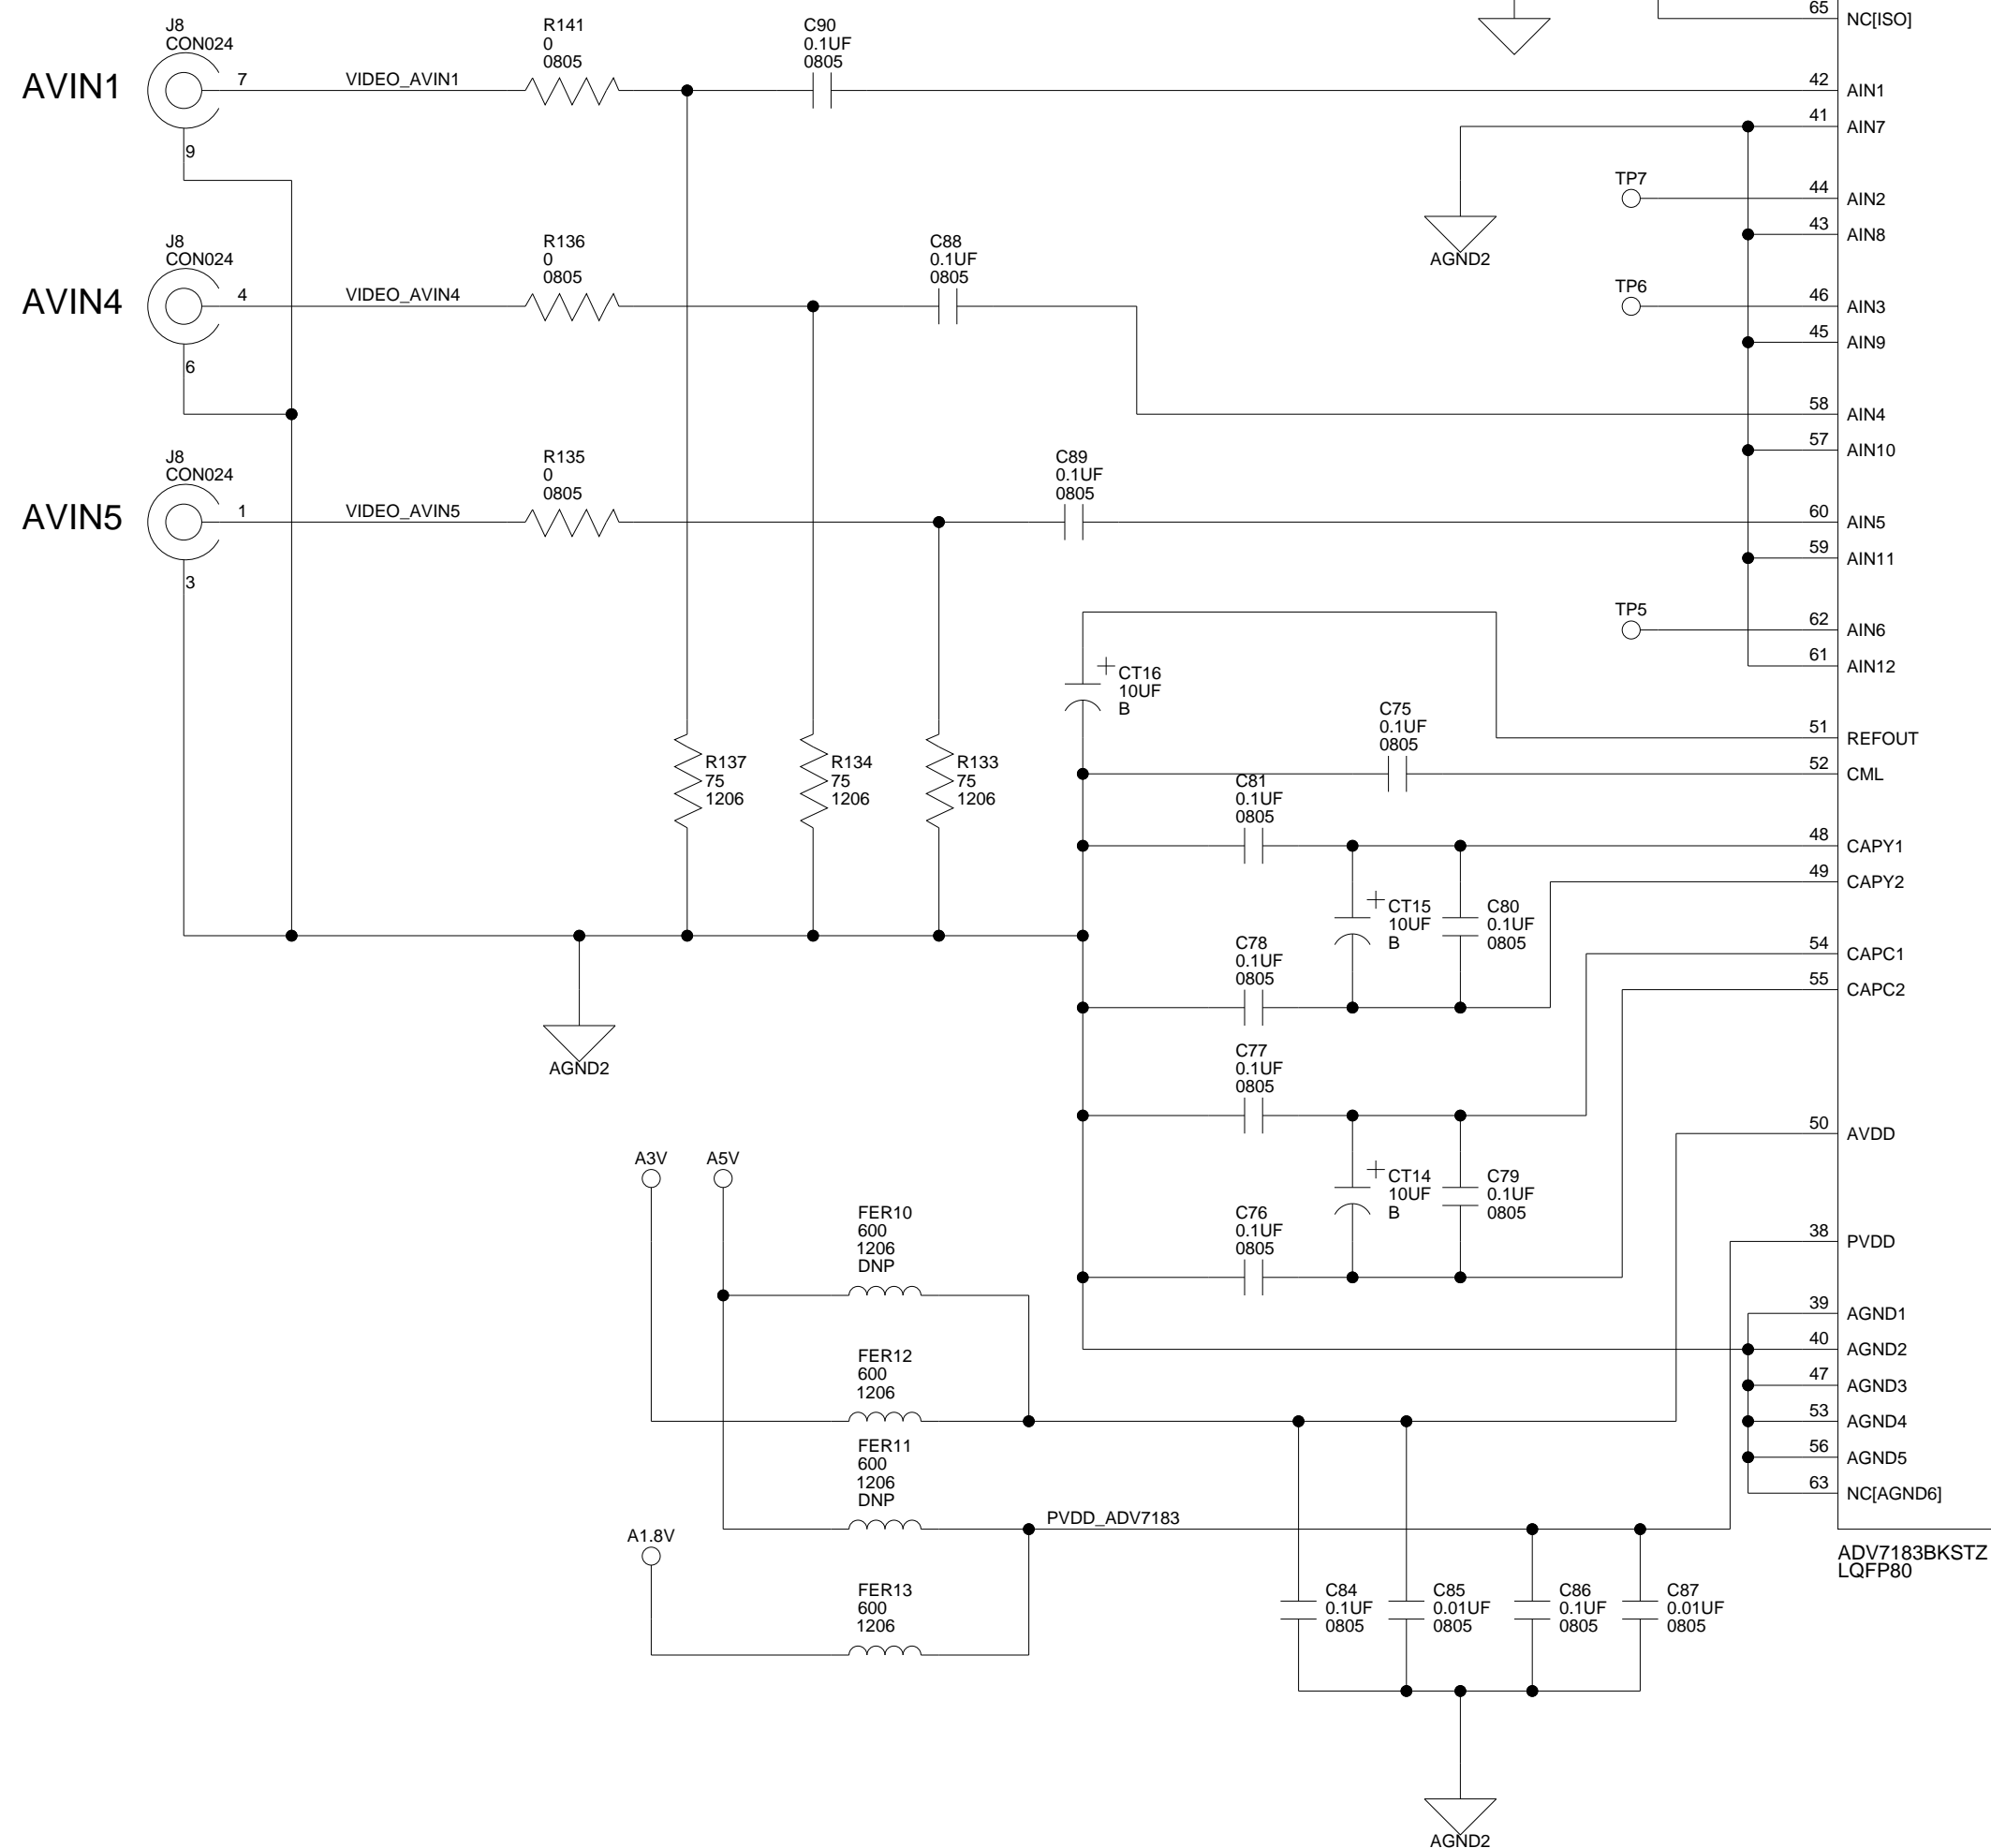 65
NC[ISO]
J8
CON024
AVIN1
7
9
VIDEO_AVIN1
R141
0
0805
C90
0.1UF
0805
42
AIN1
41
AIN7
AGND2
TP7
44
AIN2
43
AIN8
J8
CON024
AVIN4
4
6
VIDEO_AVIN4
R136
0
0805
C88
0.1UF
0805
TP6
46
AIN3
45
AIN9
58
AIN4
57
AIN10
J8
CON024
AVIN5
1
3
VIDEO_AVIN5
R135
0
0805
C89
0.1UF
0805
60
AIN5
59
AIN11
TP5
62
AIN6
61
AIN12
CT16
10UF
B
C75
0.1UF
0805
51
REFOUT
52
CML
R137
75
1206
R134
75
1206
R133
75
1206
C81
0.1UF
0805
48
CAPY1
49
CAPY2
CT15
10UF
B
C80
0.1UF
0805
C78
0.1UF
0805
54
CAPC1
55
CAPC2
AGND2
C77
0.1UF
0805
50
AVDD
A3V
A5V
CT14
10UF
B
C79
0.1UF
0805
C76
0.1UF
0805
FER10
600
1206
DNP
38
PVDD
39
AGND1
40
AGND2
47
AGND3
53
AGND4
56
AGND5
63
NC[AGND6]
FER12
600
1206
FER11
600
1206
DNP
PVDD_ADV7183
A1.8V
FER13
600
1206
ADV7183BKSTZ
LQFP80
C84
0.1UF
0805
C85
0.01UF
0805
C86
0.1UF
0805
C87
0.01UF
0805
AGND2